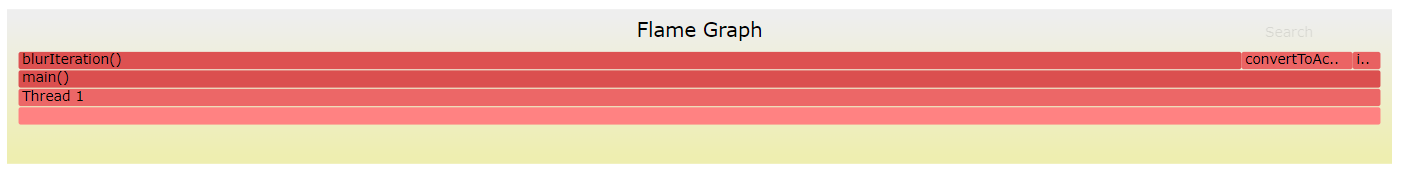 Flame Graph
Search
blurIteration() convertToAc.. i..
main()
Thread 1